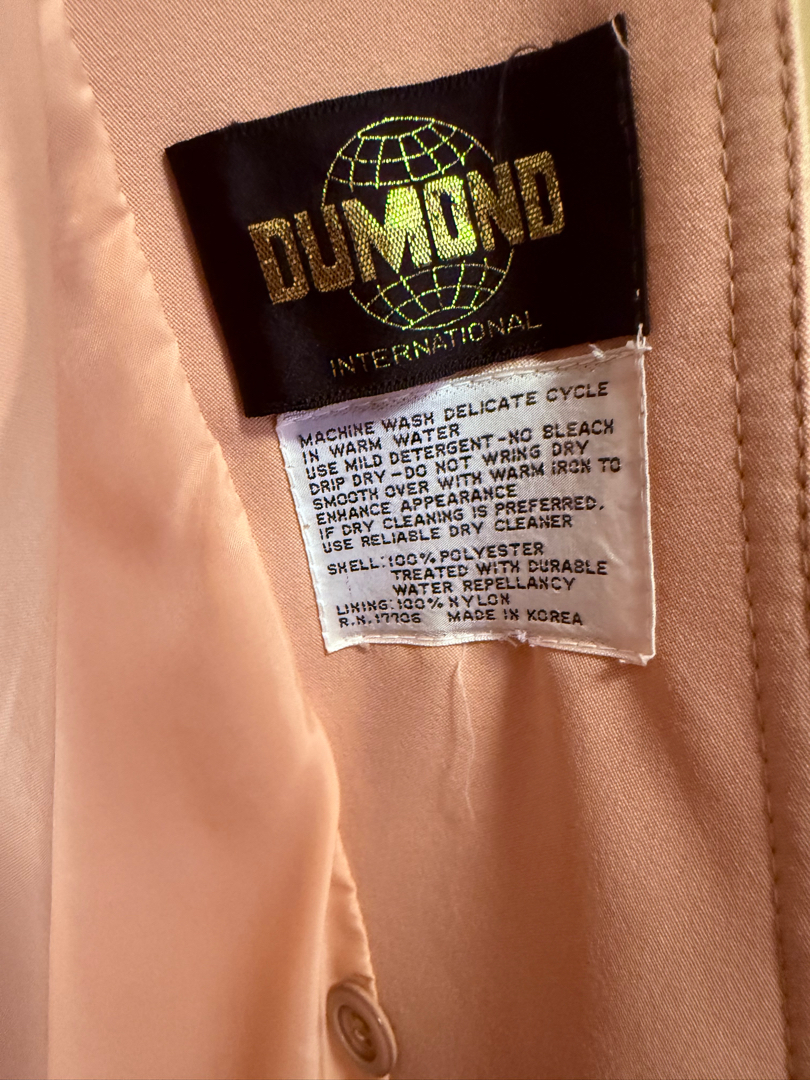 DUMOND
INTERNATIONAL
MACHINE WASH DELICATE CYCLE
IN WARM WATER
USE MILD DETERGENT-NO BLEACH
DRIP DRY-DO NOT WRING DRY
SMOOTH OVER WITH WARM IRON TO
ENHANCE APPEARANCE
IF DRY CLEANING IS PREFERRED,
USE RELIABLE DRY CLEANER
SHELL:100% POLYESTER
TREATED WITH DURABLE
WATER REPELLANCY
LINING:100% NYLON
R.N.17706 MADE IN KOREA